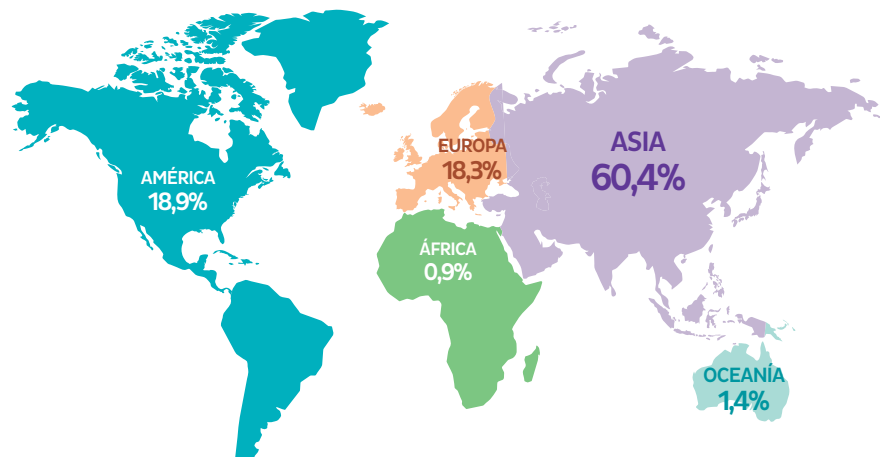 AMÉRICA
18,9%
EUROPA
18,3%
ASIA
60,4%
ÁFRICA
0,9%
OCEANÍA
1,4%